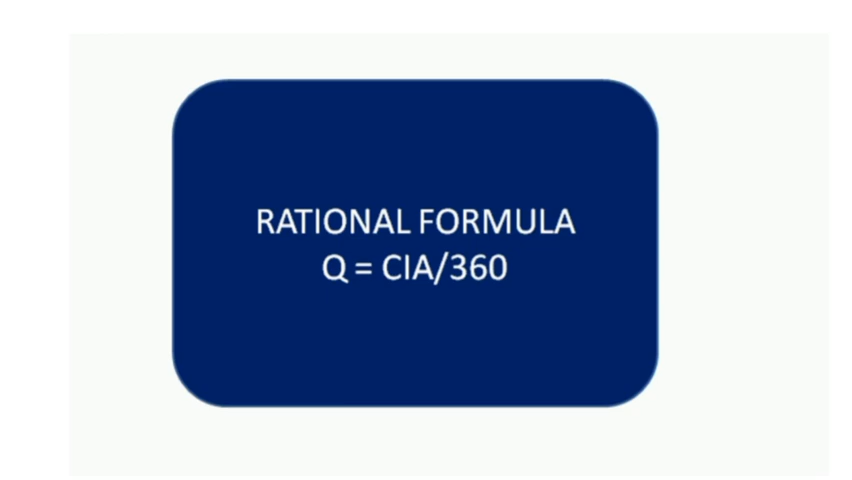 RATIONAL FORMULA
Q = CIA/360